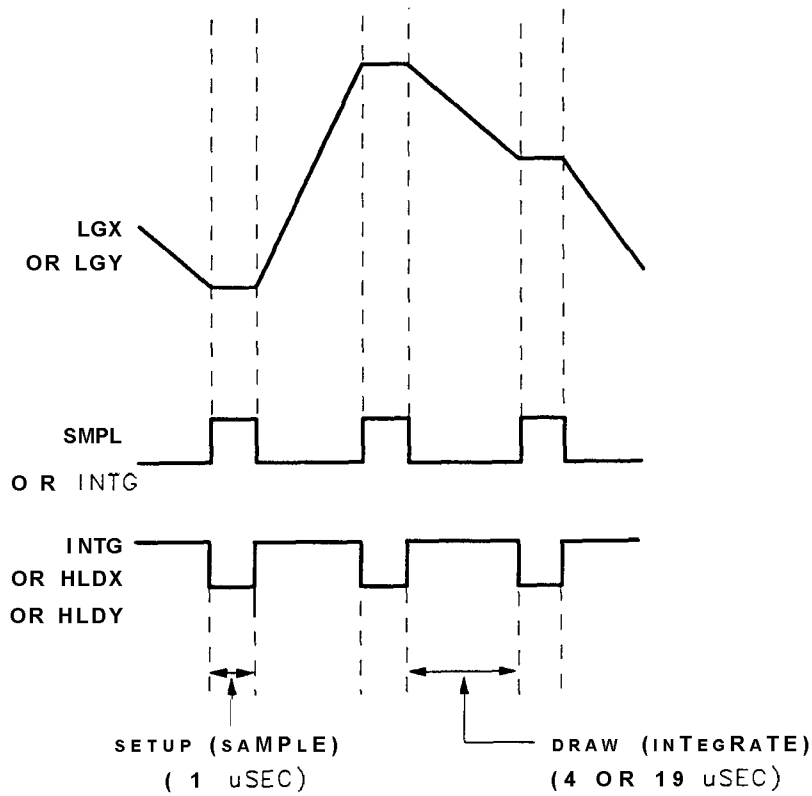 LGX
OR LGY
SMPL
OR INTG
INTG
OR HLDX
OR HLDY
SETUP (SAMPLE)
( 1 uSEC)
DRAW (INTEGRATE)
(4 OR 19 uSEC)